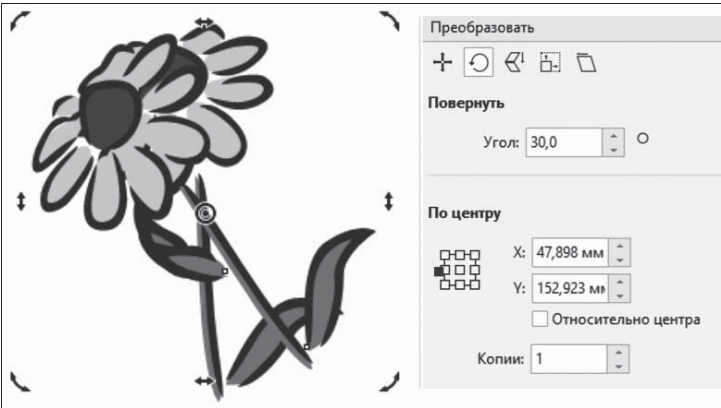 Преобразовать
Повернуть
Угол: 30,0
По центру
X: 47,898 мм
Y: 152,923 мм
Относительно центра
Копии: 1